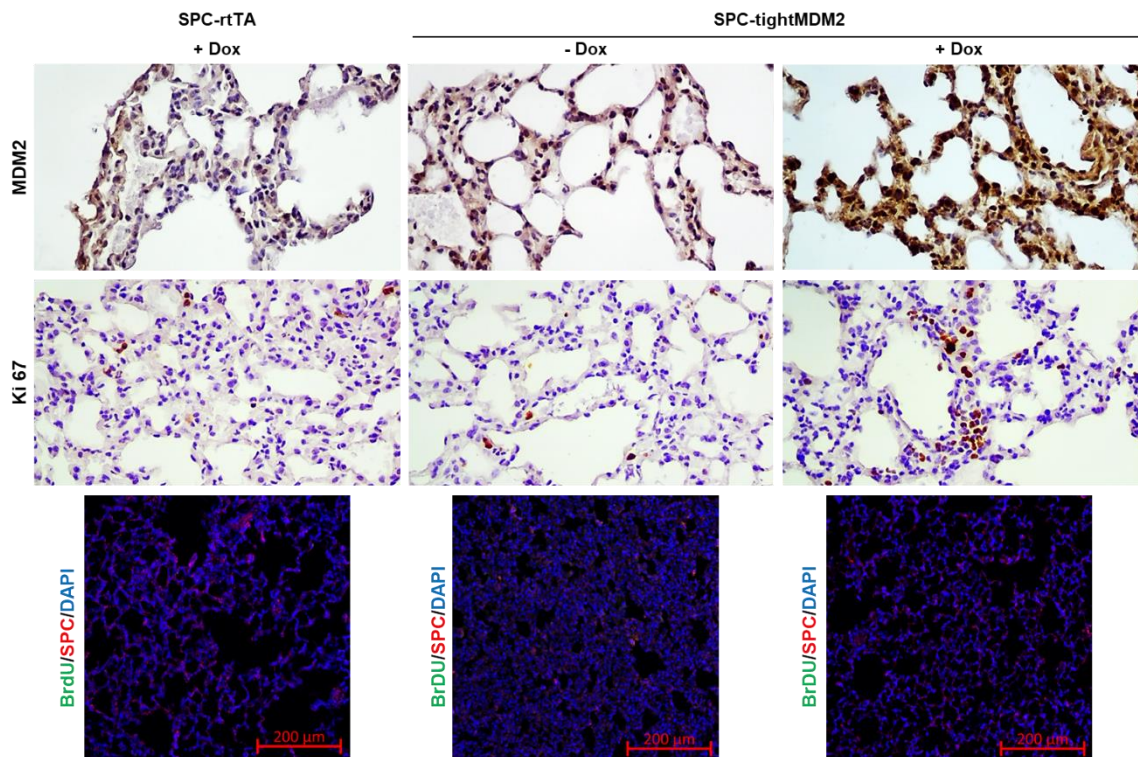 SPC-rtTA
SPC-tightMDM2
+ Dox
- Dox
+ Dox
MDM2
Ki 67
BrdU/SPC/DAPI
200 µm
BrDU/SPC/DAPI
200 µm
BrDU/SPC/DAPI
200 µm